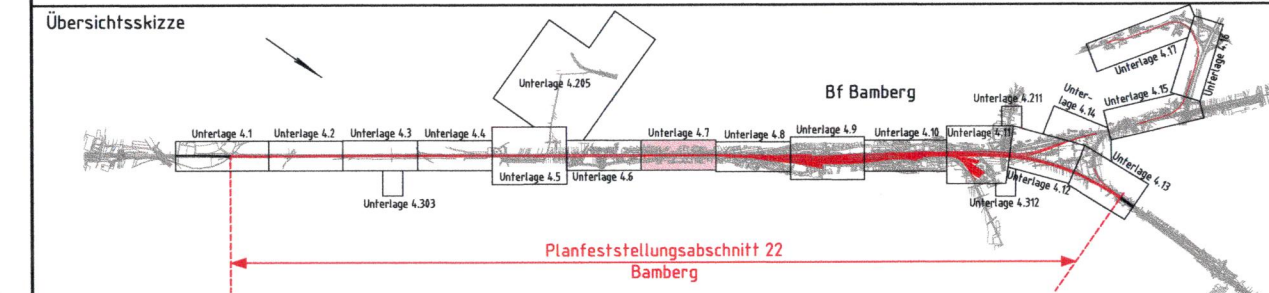 Übersichtsskizze
Unterlage 4.205
Bf Bamberg
Unterlage 4.211
Unter-
lage 4.14
Unterlage 4.15
Unterlage 4.16
Unterlage 4.17
Unterlage 4.1
Unterlage 4.2
Unterlage 4.3
Unterlage 4.4
Unterlage 4.5
Unterlage 4.6
Unterlage 4.7
Unterlage 4.8
Unterlage 4.9
Unterlage 4.10
Unterlage 4.11
Unterlage 4.12
Unterlage 4.13
Unterlage 4.303
Unterlage 4.312
Planfeststellungsabschnitt 22
Bamberg